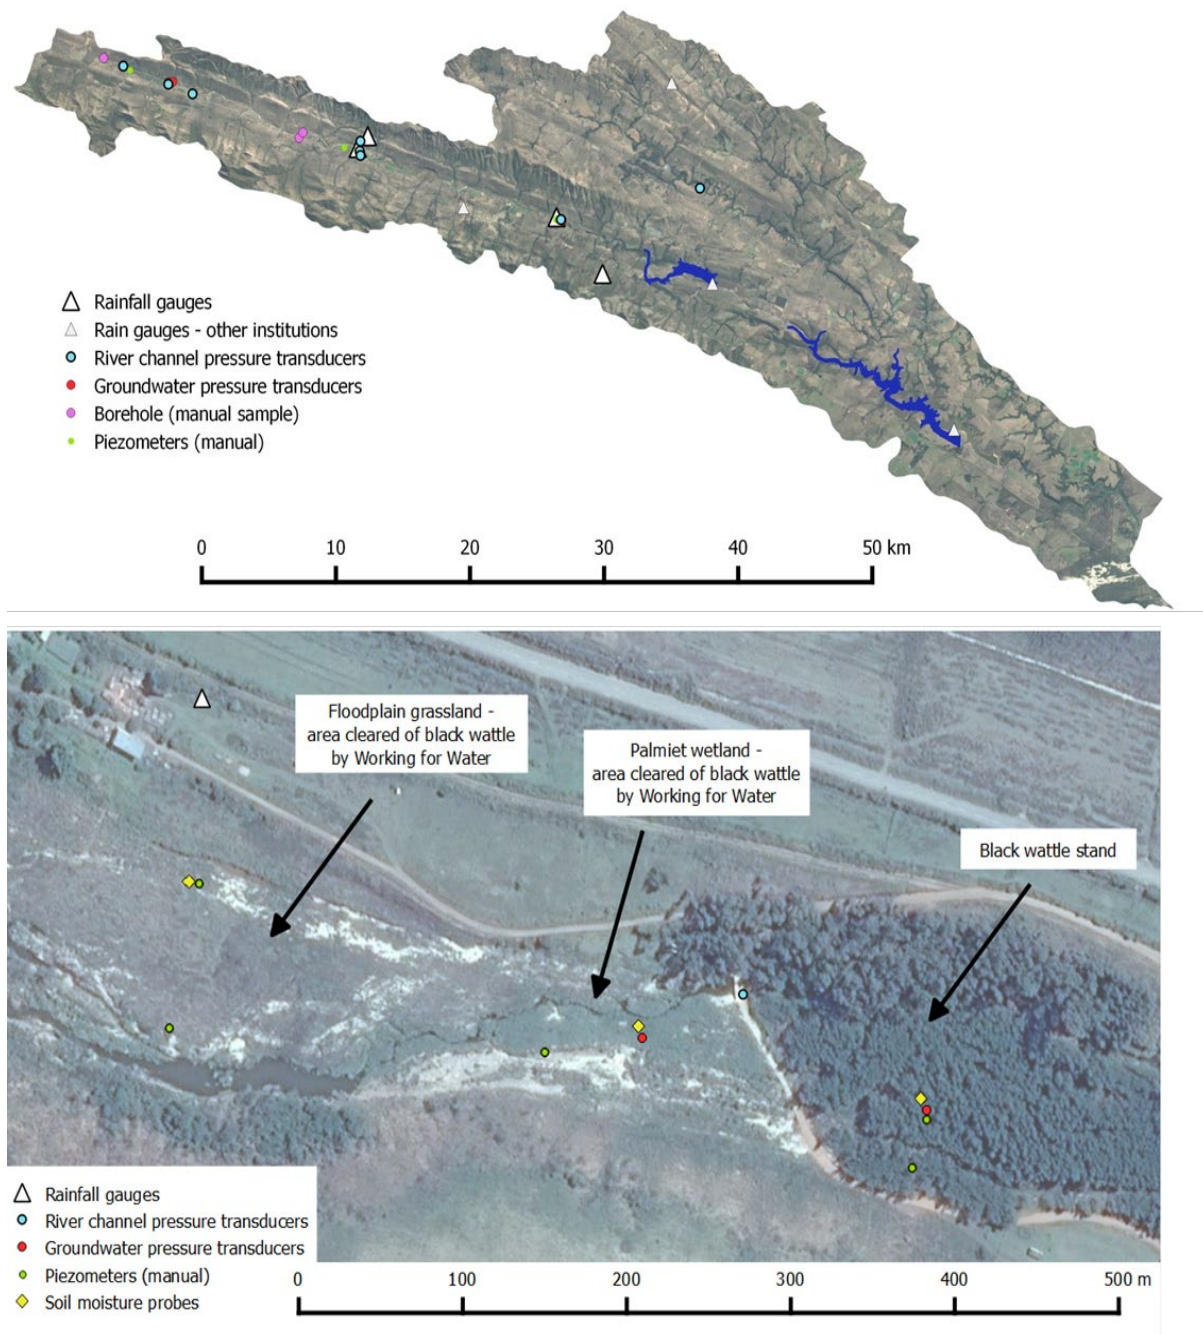 Rainfall gauges
Rain gauges - other institutions
River channel pressure transducers
Groundwater pressure transducers
Borehole (manual sample)
Piezometers (manual)
0 10 20 30 40 50 km
Floodplain grassland -
area cleared of black wattle
by Working for Water
Palmiet wetland -
area cleared of black wattle
by Working for Water
Black wattle stand
Rainfall gauges
River channel pressure transducers
Groundwater pressure transducers
Piezometers (manual)
Soil moisture probes
0 100 200 300 400 500 m